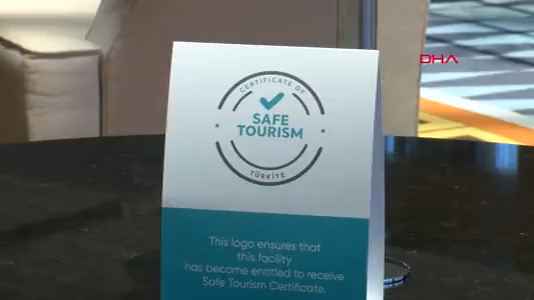 DHA
CERTIFICATE OF
SAFE
TOURISM
TÜRKİYE
This logo ensures that
this facility
has become entitled to receive
Safe Tourism Certificate.